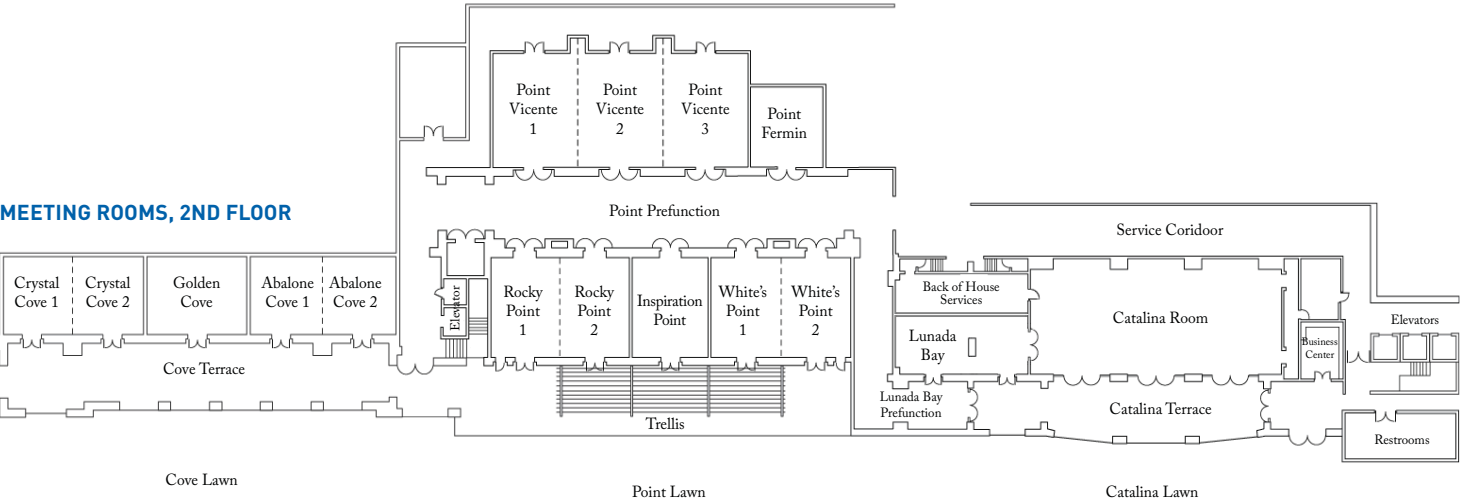 Point
Vicente
1
Point
Vicente
2
Point
Vicente
3
Point
Fermin
MEETING ROOMS, 2ND FLOOR
Point Prefunction
Service Coridoor
Crystal
Cove 1
Crystal
Cove 2
Golden
Cove
Abalone
Cove 1
Abalone
Cove 2
Elevator
Rocky
Point
1
Rocky
Point
2
Inspiration
Point
White's
Point
1
White's
Point
2
Back of House
Services
Catalina Room
Elevators
Lunada
Bay
Business
Center
Cove Terrace
Lunada Bay
Prefunction
Catalina Terrace
Trellis
Restrooms
Cove Lawn
Point Lawn
Catalina Lawn